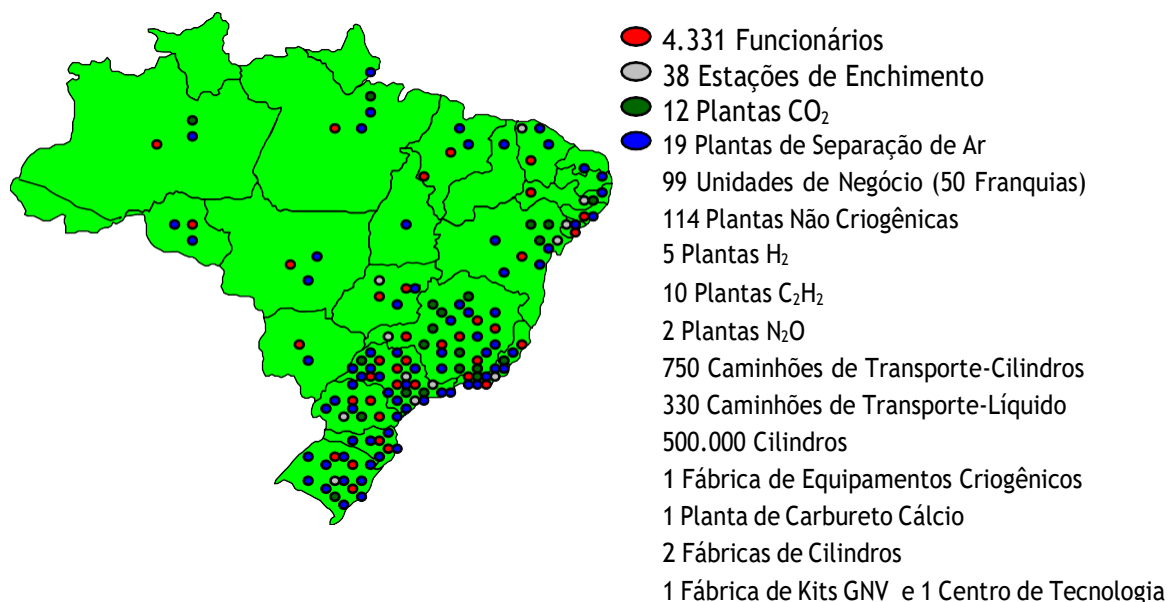 4.331 Funcionários
38 Estações de Enchimento
12 Plantas CO₂
19 Plantas de Separação de Ar
99 Unidades de Negócio (50 Franquias)
114 Plantas Não Criogênicas
5 Plantas H₂
10 Plantas C₂H₂
2 Plantas N₂O
750 Caminhões de Transporte-Cilindros
330 Caminhões de Transporte-Líquido
500.000 Cilindros
1 Fábrica de Equipamentos Criogênicos
1 Planta de Carbureto Cálcio
2 Fábricas de Cilindros
1 Fábrica de Kits GNV e 1 Centro de Tecnologia